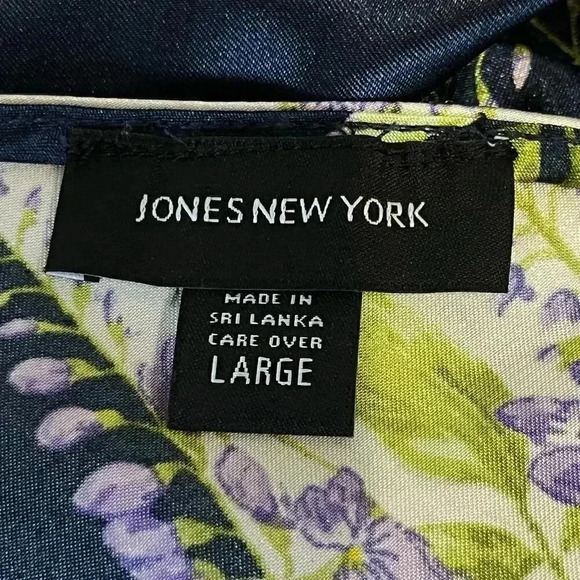 JONES NEW YORK
MADE IN
SRI LANKA
CARE OVER
LARGE